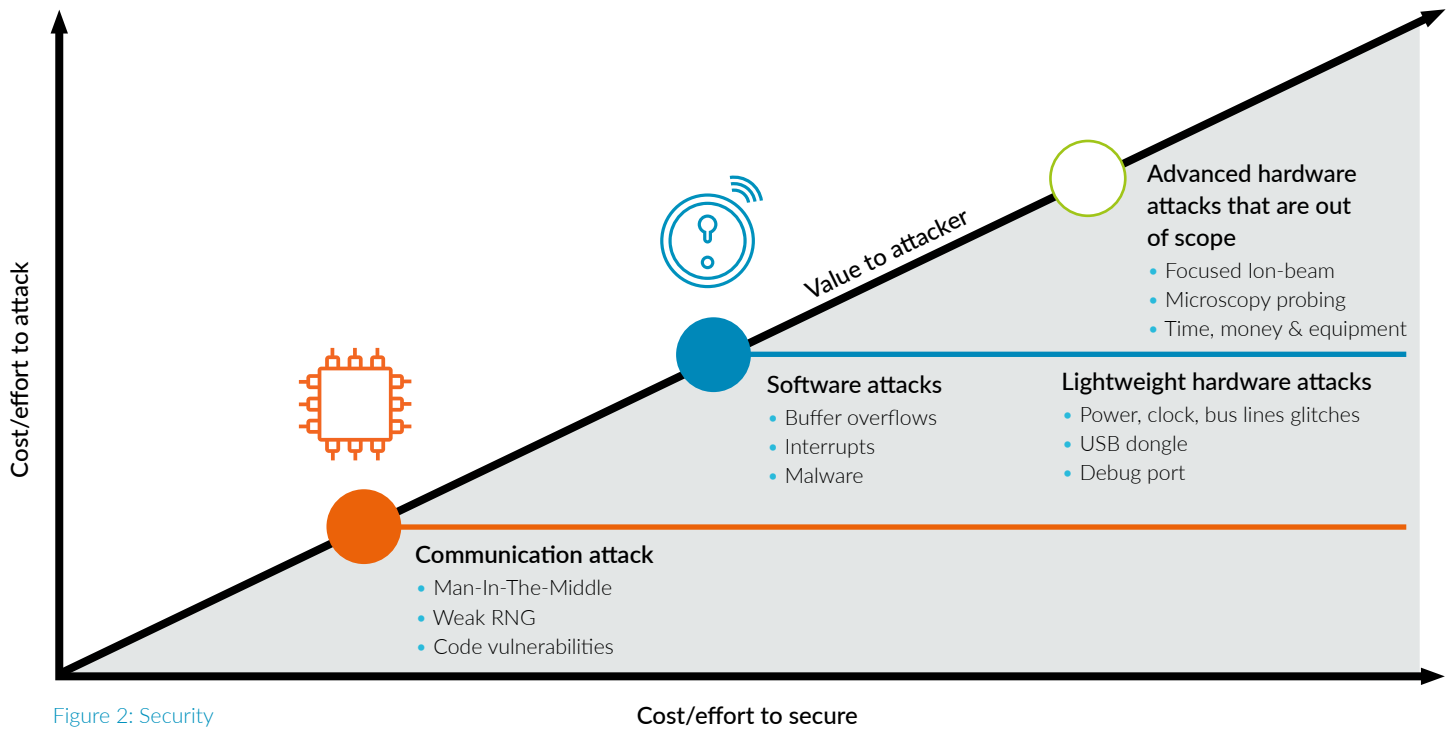 Cost/effort to attack
Value to attacker
Advanced hardware
attacks that are out
of scope
• Focused Ion-beam
• Microscopy probing
• Time, money & equipment
Software attacks
• Buffer overflows
• Interrupts
• Malware
Lightweight hardware attacks
• Power, clock, bus lines glitches
• USB dongle
• Debug port
Communication attack
• Man-In-The-Middle
• Weak RNG
• Code vulnerabilities
Figure 2: Security
Cost/effort to secure